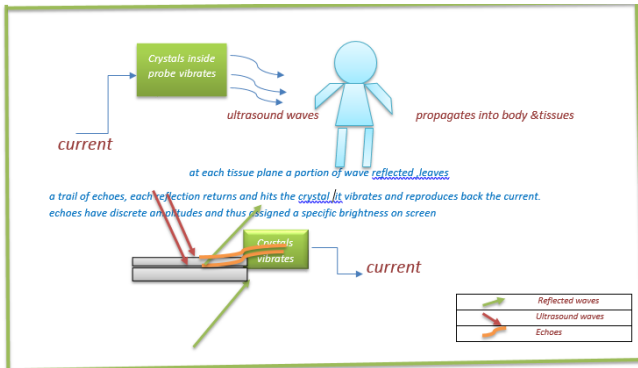 Crystals inside
probe vibrates
ultrasound waves
propagates into body &tissues
current
at each tissue plane a portion of wave reflected ,leaves
a trail of echoes, each reflection returns and hits the crystal /it vibrates and reproduces back the current.
echoes have discrete amplitudes and thus assigned a specific brightness on screen
Crystals
vibrates
current
Reflected waves
Ultrasound waves
Echoes